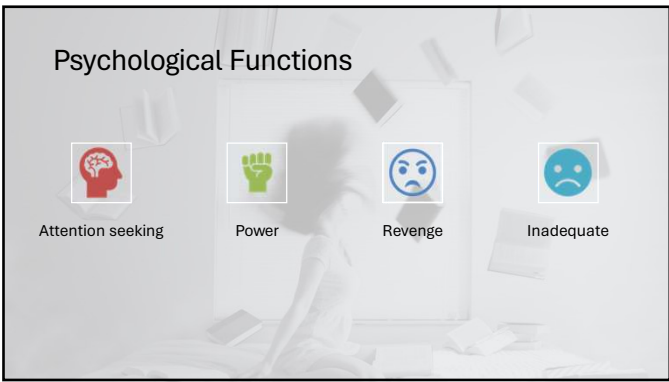 Psychological Functions
Attention seeking
Power
Revenge
Inadequate